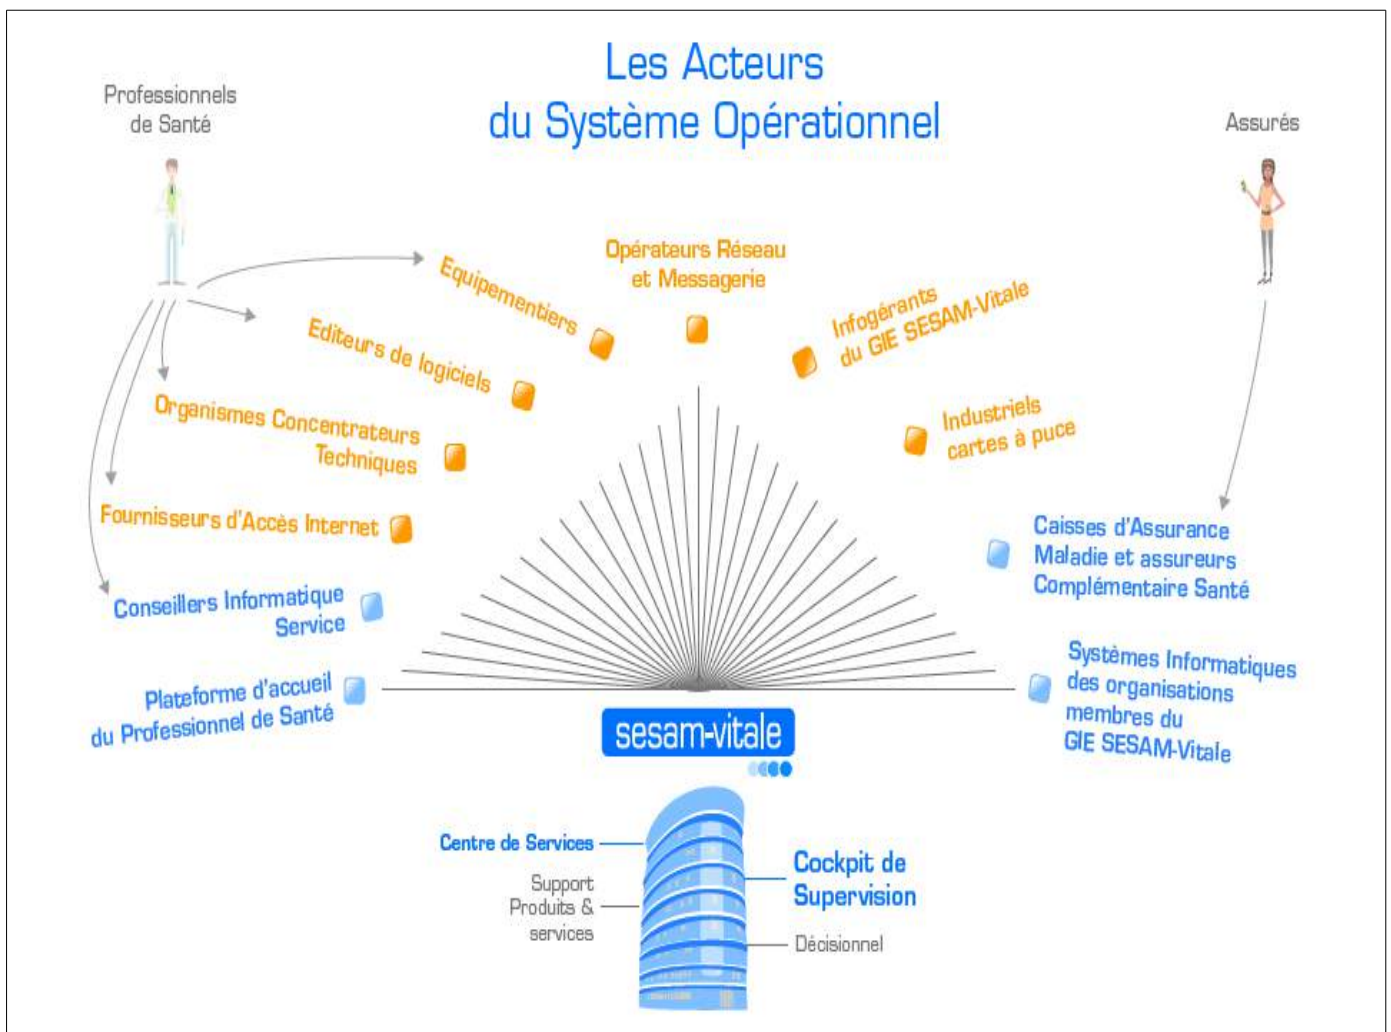 Les Acteurs
du Système Opérationnel
Professionnels
de Santé
Assurés
Equipementiers
Opérateurs Réseau
et Messagerie
Infogérants
du GIE SESAM-Vitale
Editeurs de logiciels
Industriels
cartes à puce
Organismes Concentrateurs
Techniques
Fournisseurs d'Accès Internet
Caisses d'Assurance
Maladie et assureurs
Complémentaire Santé
Conseillers Informatique
Service
Plateforme d'accueil
du Professionnel de Santé
Systèmes Informatiques
des organisations
membres du
GIE SESAM-Vitale
sesam-vitale
Centre de Services
Support
Produits &
services
Cockpit de
Supervision
Décisionnel